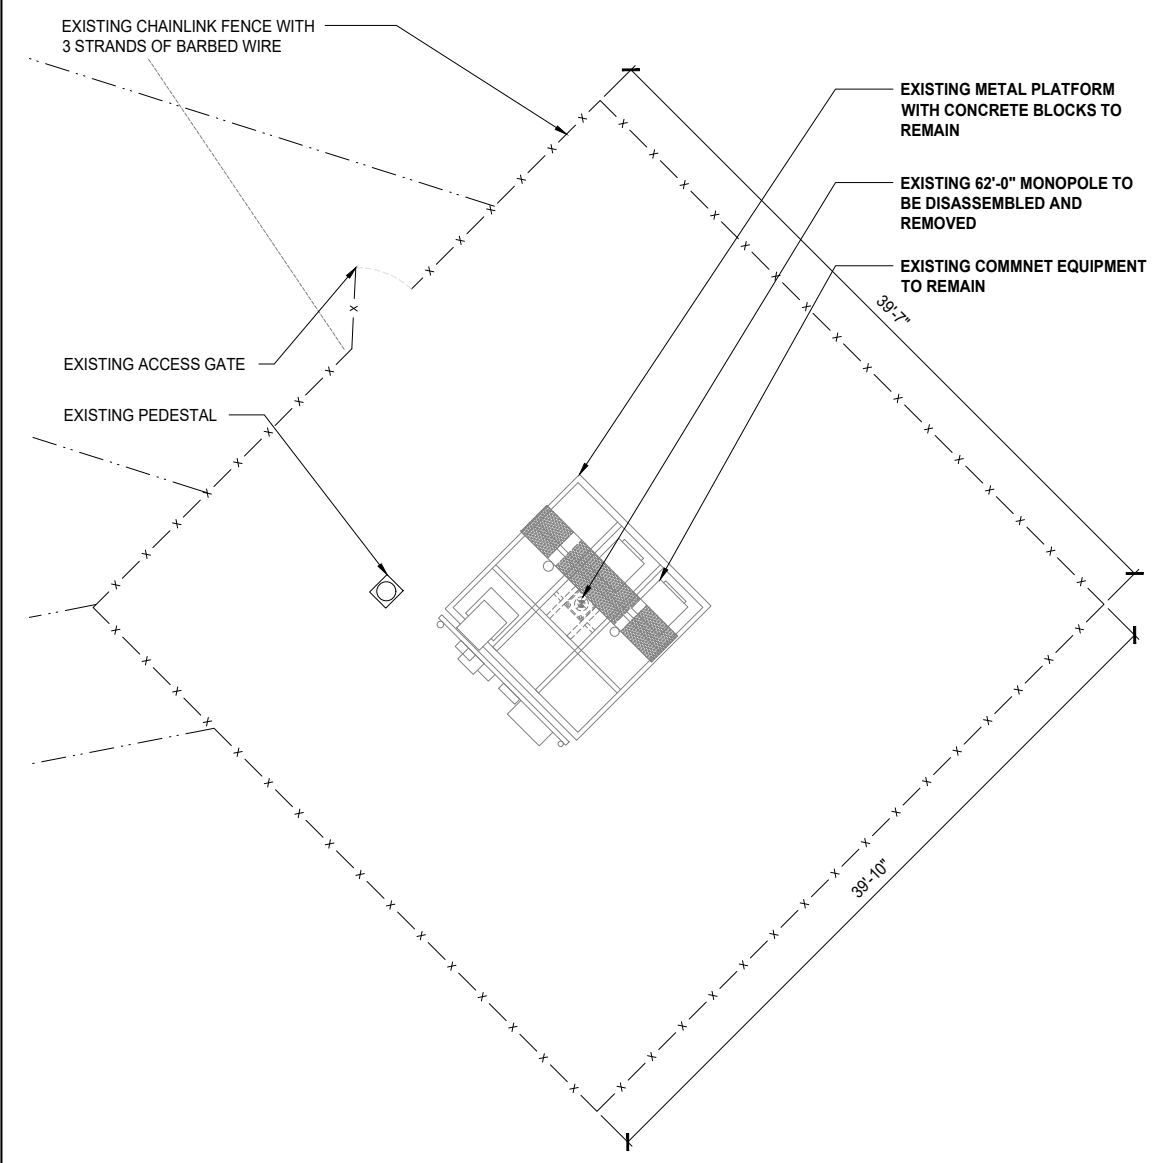 EXISTING CHAINLINK FENCE WITH
3 STRANDS OF BARBED WIRE
EXISTING METAL PLATFORM
WITH CONCRETE BLOCKS TO
REMAIN
EXISTING 62'-0" MONOPOLE TO
BE DISASSEMBLED AND
REMOVED
EXISTING COMMNET EQUIPMENT
TO REMAIN
39'-7"
EXISTING ACCESS GATE
EXISTING PEDESTAL
39'-10"